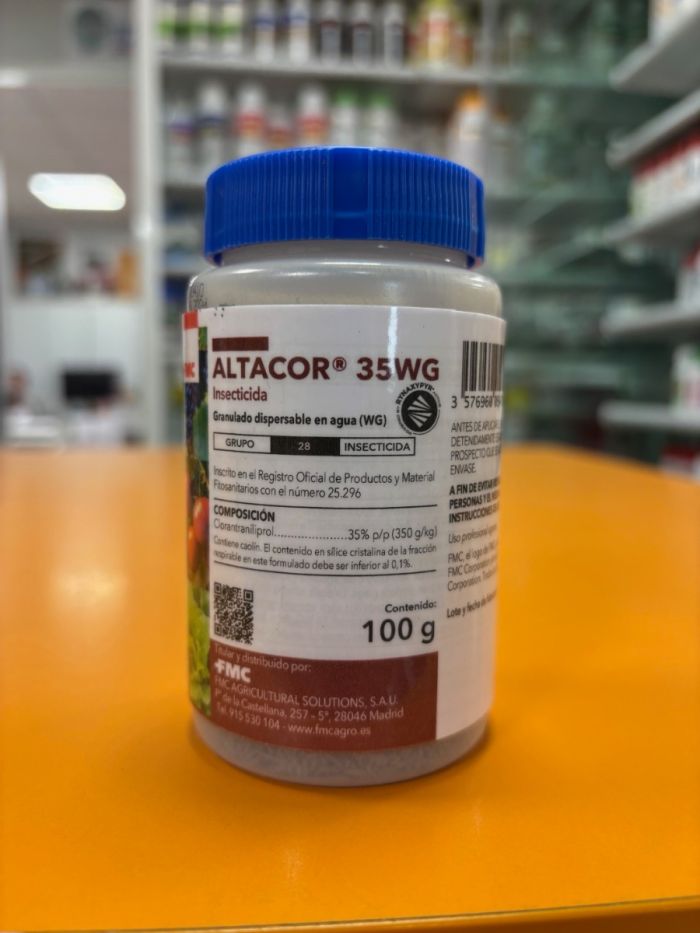 FMC
ALTACOR® 35WG
Insecticida
RYNAXYPYR®
Granulado dispersable en agua (WG)
GRUPO 28 INSECTICIDA
Inscrito en el Registro Oficial de Productos y Material
Fitosanitarios con el número 25.296
COMPOSICIÓN
Clorantraniliprol........................35% p/p (350 g/kg)
Contiene caolín. El contenido en sílice cristalina de la fracción
respirable en este formulado debe ser inferior al 0,1%.
Contenido:
100 g
Titular y distribuido por:
FMC
FMC AGRICULTURAL SOLUTIONS, S.A.U.
Pº de la Castellana, 257 - 5º, 28046 Madrid
Tel. 915 530 104 - www.fmcagro.es
3 576960
ANTES DE APLICAR
DETENIDAMENTE
PROSPECTO QUE
ENVASE.
A FIN DE EVITAR
PERSONAS Y EL
INSTRUCCIONES
Uso profesional
FMC, el logo de
FMC Corporation
Corporation.
Lote y fecha de